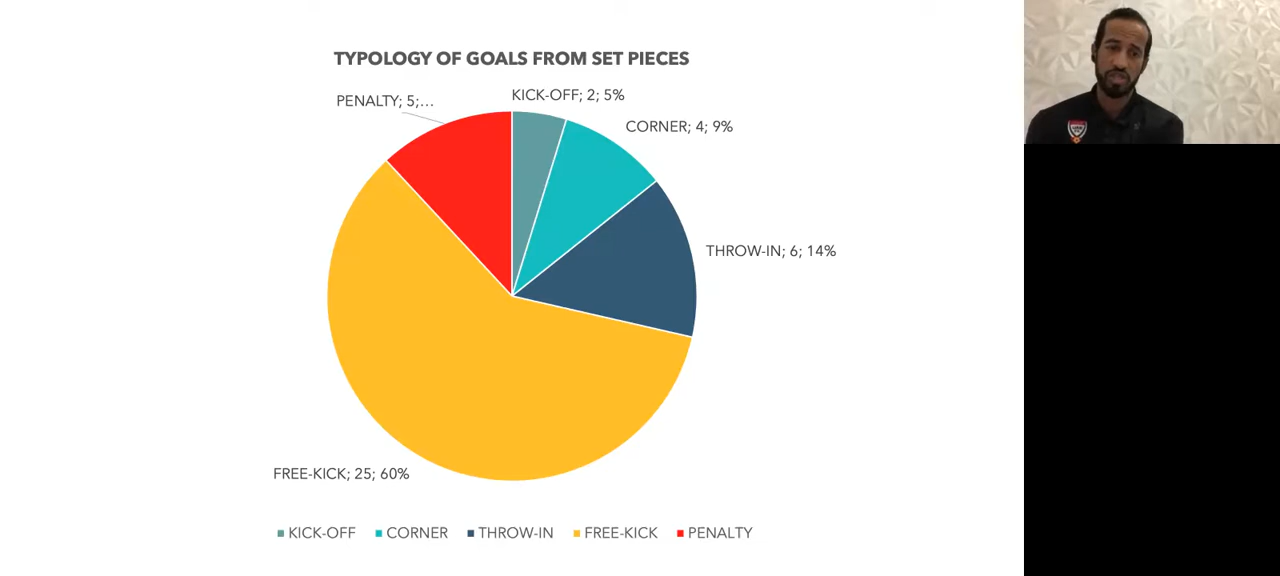 TYPOLOGY OF GOALS FROM SET PIECES
PENALTY; 5;...
KICK-OFF; 2; 5%
CORNER; 4; 9%
THROW-IN; 6; 14%
FREE-KICK; 25; 60%
KICK-OFF CORNER THROW-IN FREE-KICK PENALTY